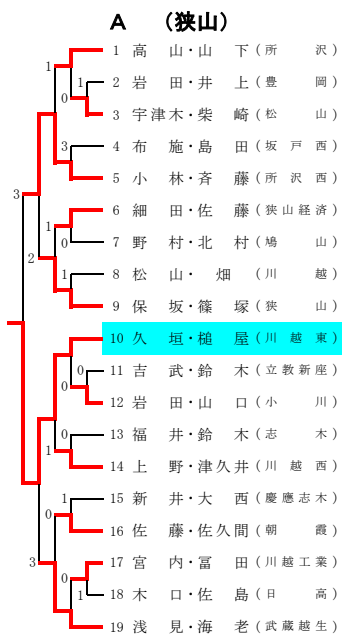 A （狭山）
1 高山・山下（所沢）
1
1 2 岩田・井上（豊岡）
0
3 宇津木・柴崎（松山）
3 4 布施・島田（坂戸西）
5 小林・斉藤（所沢西）
3
6 細田・佐藤（狭山経済）
1
0 7 野村・北村（鳩山）
2
1 8 松山・畑（川越）
9 保坂・篠塚（狭山）
10 久垣・槌屋（川越東）
0 11 吉武・鈴木（立教新座）
0
12 岩田・山口（小川）
0 13 福井・鈴木（志木）
1
14 上野・津久井（川越西）
1 15 新井・大西（慶應志木）
0
16 佐藤・佐久間（朝霞）
3
17 宮内・冨田（川越工業）
0
1 18 木口・佐島（日高）
19 浅見・海老（武蔵越生）